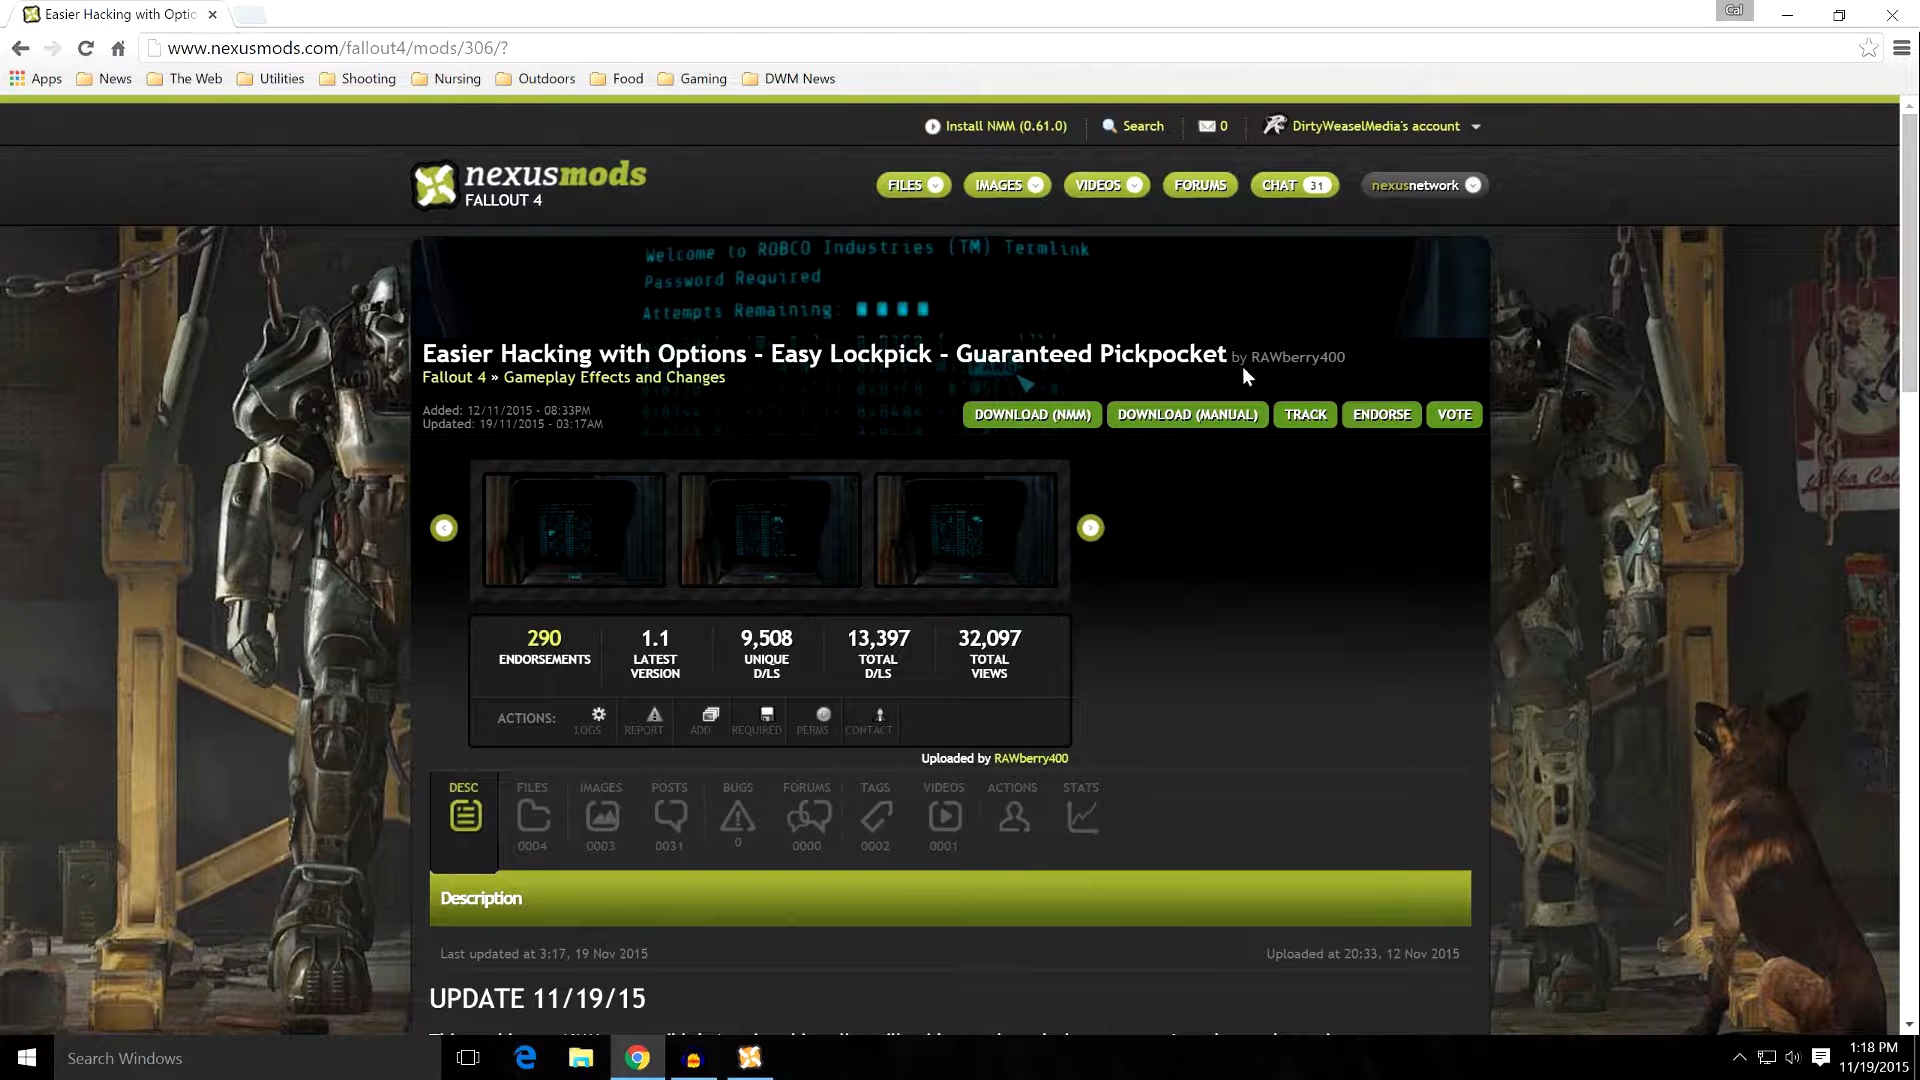 Easier Hacking with Optio
Cal
www.nexusmods.com/fallout4/mods/306/?
Apps News The Web Utilities Shooting Nursing Outdoors Food Gaming DWM News
Install NMM (0.61.0) Search 0 DirtyWeaselMedia's account
nexusmods
FALLOUT 4
FILES IMAGES VIDEOS FORUMS CHAT 31 nexusnetwork
Welcome to ROBCO Industries (TM) Termlink
Password Required
Attempts Remaining:
Easier Hacking with Options - Easy Lockpick - Guaranteed Pickpocket by RAWberry400
Fallout 4 » Gameplay Effects and Changes
Added: 12/11/2015 - 08:33PM
Updated: 19/11/2015 - 03:17AM
DOWNLOAD (NMM) DOWNLOAD (MANUAL) TRACK ENDORSE VOTE
290 1.1 9,508 13,397 32,097
ENDORSEMENTS LATEST UNIQUE TOTAL TOTAL
VERSION D/LS D/LS VIEWS
ACTIONS: LOGS REPORT ADD REQUIRED PERMS CONTACT
Uploaded by RAWberry400
DESC FILES IMAGES POSTS BUGS FORUMS TAGS VIDEOS ACTIONS STATS
0004 0003 0031 0 0000 0002 0001
Description
Last updated at 3:17, 19 Nov 2015 Uploaded at 20:33, 12 Nov 2015
UPDATE 11/19/15
Search Windows
1:18 PM
11/19/2015